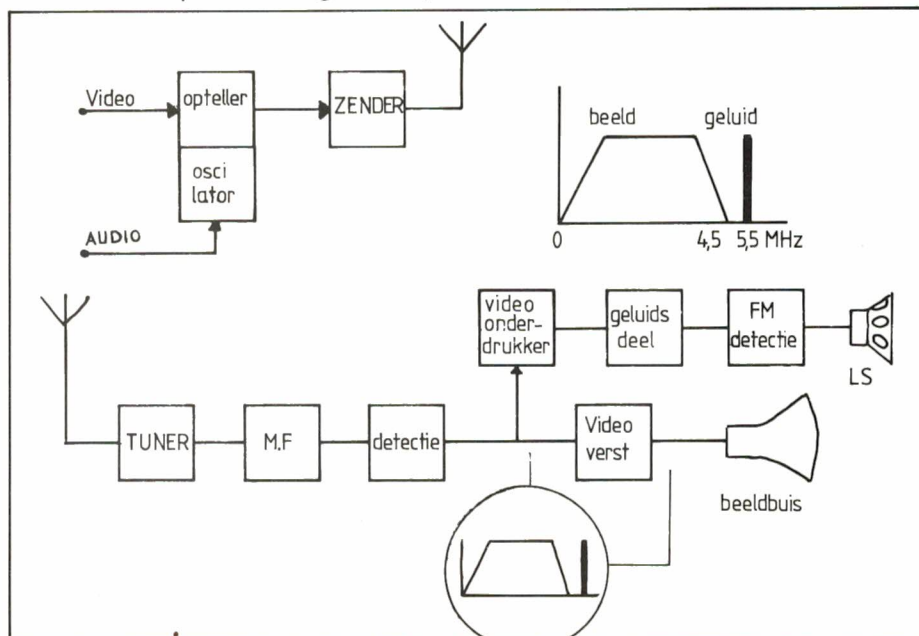 Video
opteller
ZENDER
osci
lator
AUDIO
beeld
geluid
0
4,5
5,5 MHz
video
onder-
drukker
geluids
deel
FM
detectie
LS
TUNER
M.F
detectie
Video
verst
beeldbuis